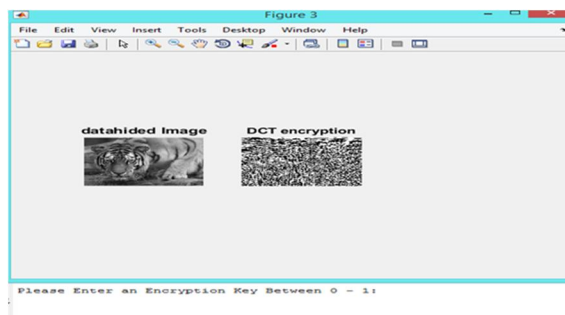 Figure 3
File Edit View Insert Tools Desktop Window Help
datahided Image DCT encryption
Please Enter an Encryption Key Between 0 - 1: